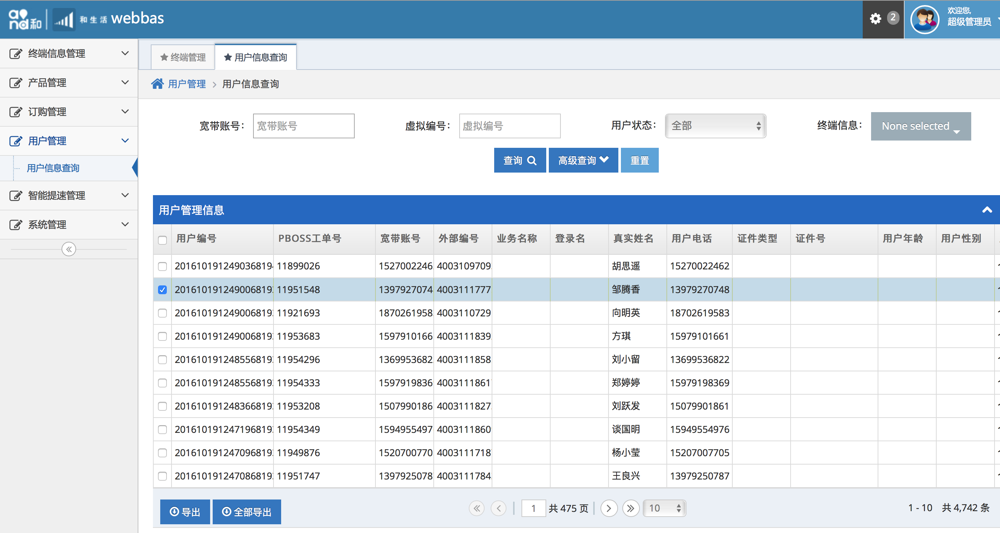 and和 和生活 webbas
2
欢迎您,
超级管理员
终端信息管理
产品管理
订购管理
用户管理
用户信息查询
智能提速管理
系统管理
终端管理 用户信息查询
用户管理 用户信息查询
宽带账号： 宽带账号 虚拟编号： 虚拟编号 用户状态： 全部 终端信息： None selected
查询 高级查询 重置
用户管理信息
用户编号 PBOSS工单号 宽带账号 外部编号 业务名称 登录名 真实姓名 用户电话 证件类型 证件号 用户年龄 用户性别
201610191249036819 11899026 1527002246 4003109709 胡思遥 15270022462
201610191249006819 11951548 1397927074 4003111777 邹腾香 13979270748
201610191249006819 11921693 1870261958 4003110729 向明英 18702619583
201610191249006819 11953683 1597910166 4003111839 方琪 15979101661
201610191248556819 11954296 1369953682 4003111858 刘小留 13699536822
201610191248556819 11954333 1597919836 4003111861 郑婷婷 15979198369
201610191248366819 11953208 1507990186 4003111827 刘跃发 15079901861
201610191247196819 11954349 1594955497 4003111860 谈国明 15949554976
201610191247096819 11949876 1520700770 4003111718 杨小莹 15207007705
201610191247086819 11951747 1397925078 4003111784 王良兴 13979250787
导出 全部导出 1 共 475 页 10 1 - 10 共 4,742 条